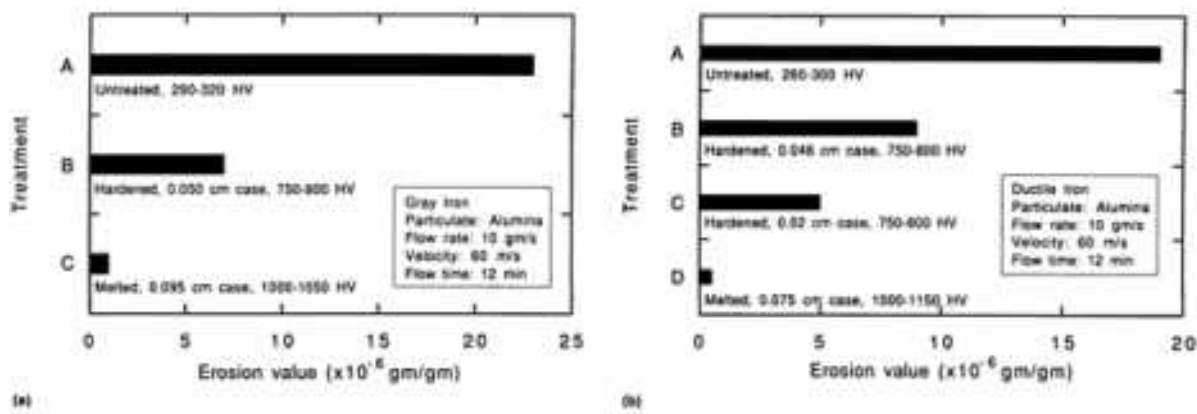 Treatment
A
Untreated, 290-320 HV
B
Hardened, 0.050 cm case, 750-800 HV
C
Melted, 0.095 cm case, 1000-1050 HV
Gray Iron
Particulate: Alumina
Flow rate: 10 gm/s
Velocity: 60 m/s
Flow time: 12 min
0 5 10 15 20 25
Erosion value (x10⁻⁶ gm/gm)
(a)
Treatment
A
Untreated, 260-300 HV
B
Hardened, 0.046 cm case, 750-800 HV
C
Hardened, 0.02 cm case, 750-800 HV
D
Melted, 0.075 cm case, 1000-1150 HV
Ductile Iron
Particulate: Alumina
Flow rate: 10 gm/s
Velocity: 60 m/s
Flow time: 12 min
0 5 10 15 20
Erosion value (x10⁻⁶ gm/gm)
(b)